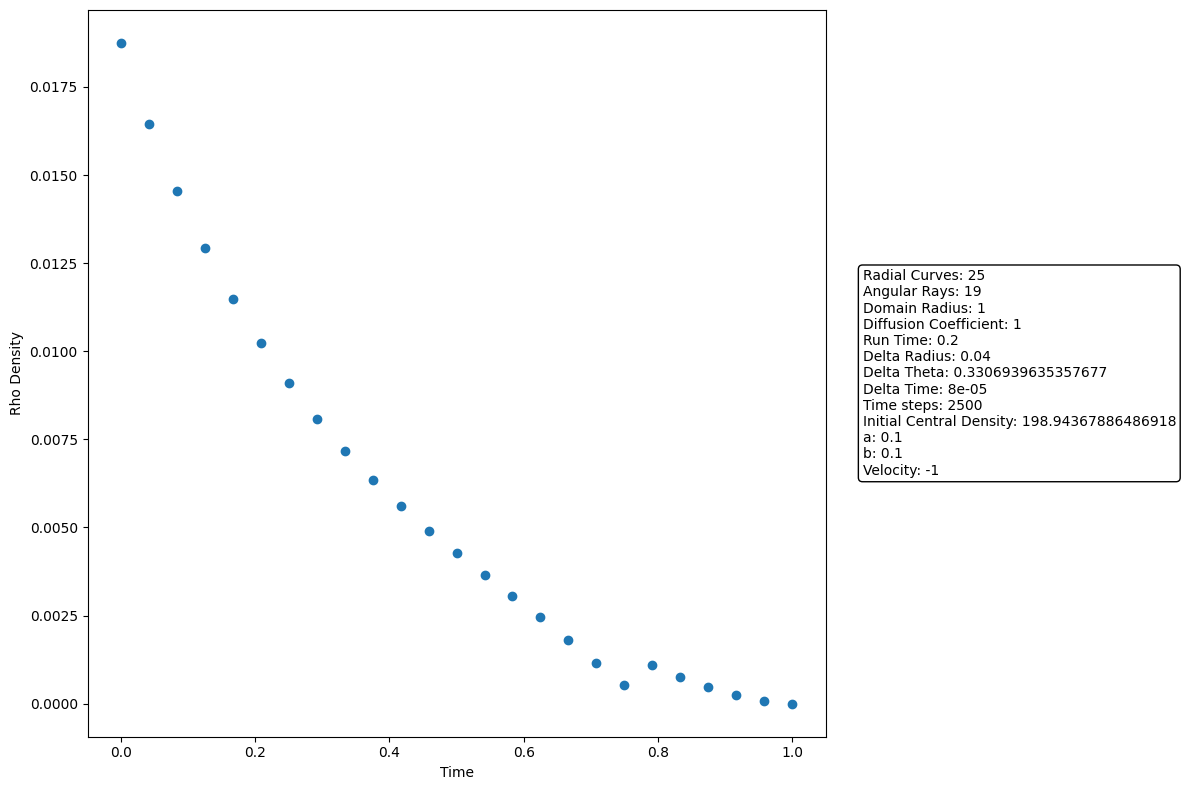 0.0175
0.0150
0.0125
0.0100
0.0075
0.0050
0.0025
0.0000
Rho Density
0.0
0.2
0.4
0.6
0.8
1.0
Time
Radial Curves: 25
Angular Rays: 19
Domain Radius: 1
Diffusion Coefficient: 1
Run Time: 0.2
Delta Radius: 0.04
Delta Theta: 0.3306939635357677
Delta Time: 8e-05
Time steps: 2500
Initial Central Density: 198.94367886486918
a: 0.1
b: 0.1
Velocity: -1